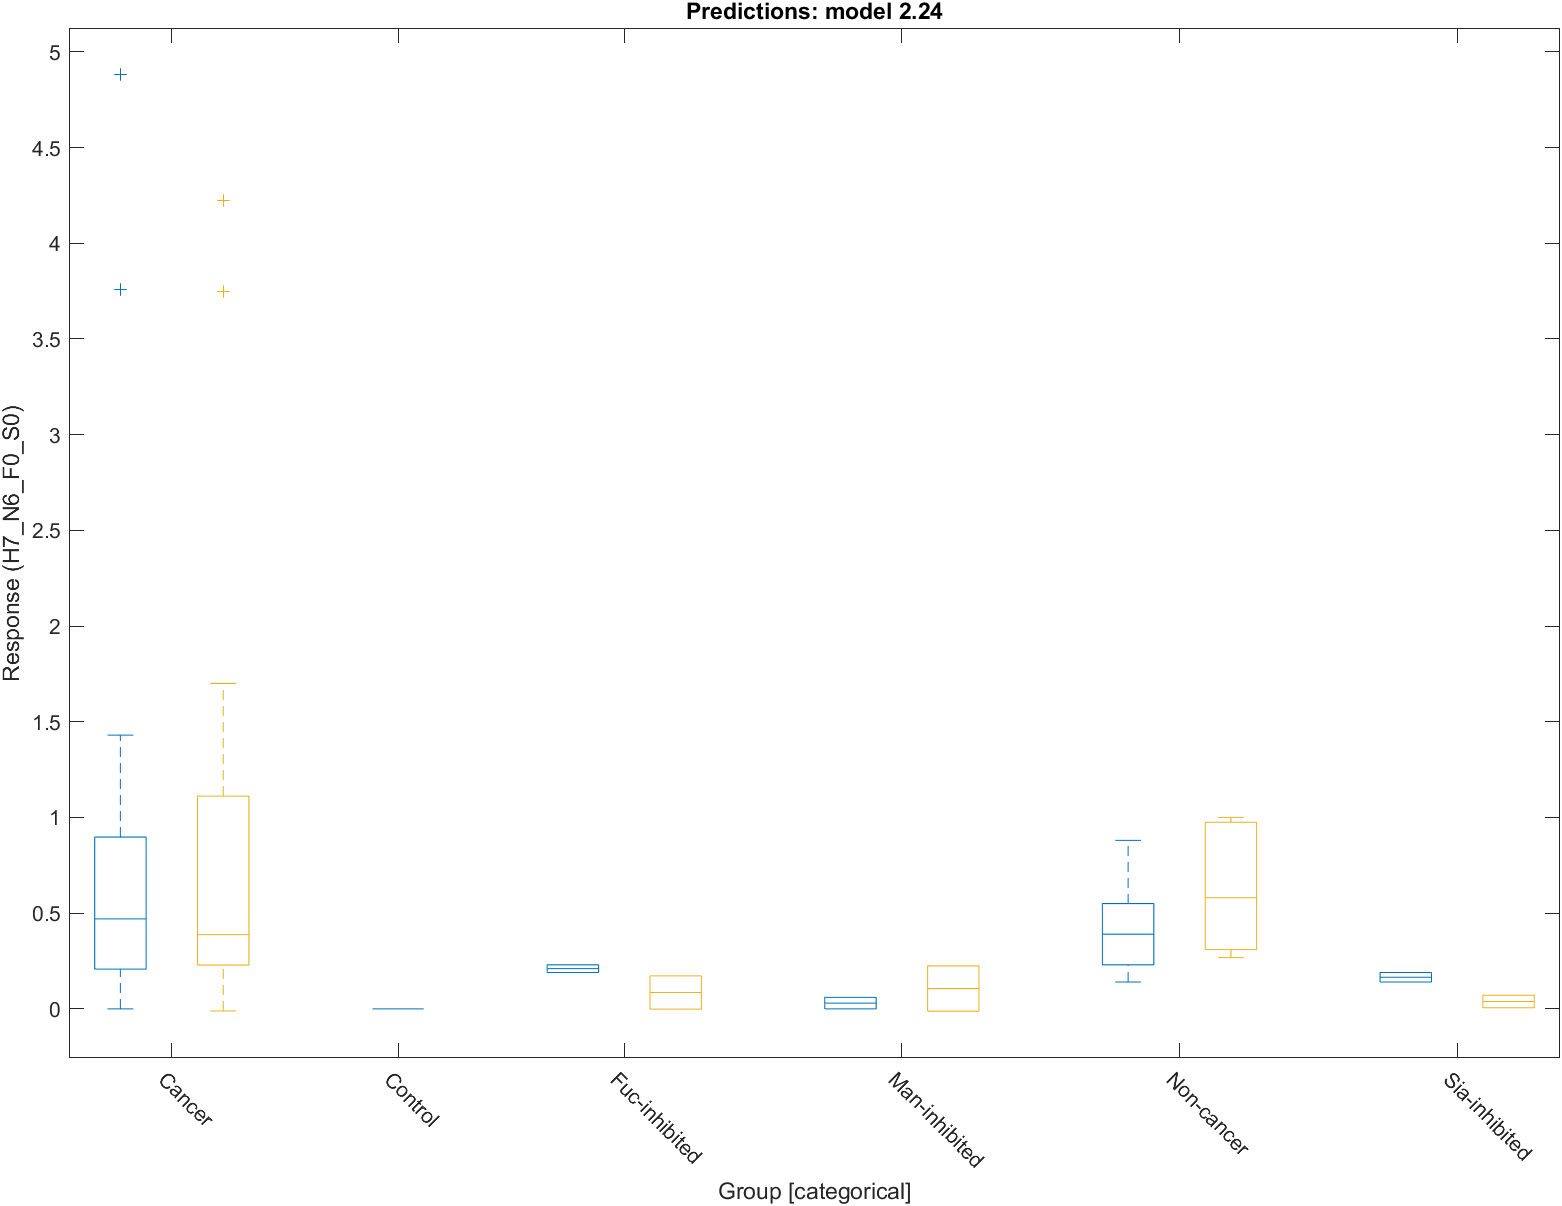 Predictions: model 2.24
5
4.5
4
3.5
3
2.5
2
1.5
1
0.5
0
Response (H7_N6_F0_S0)
Cancer
Control
Fuc-inhibited
Man-inhibited
Non-cancer
Sia-inhibited
Group [categorical]